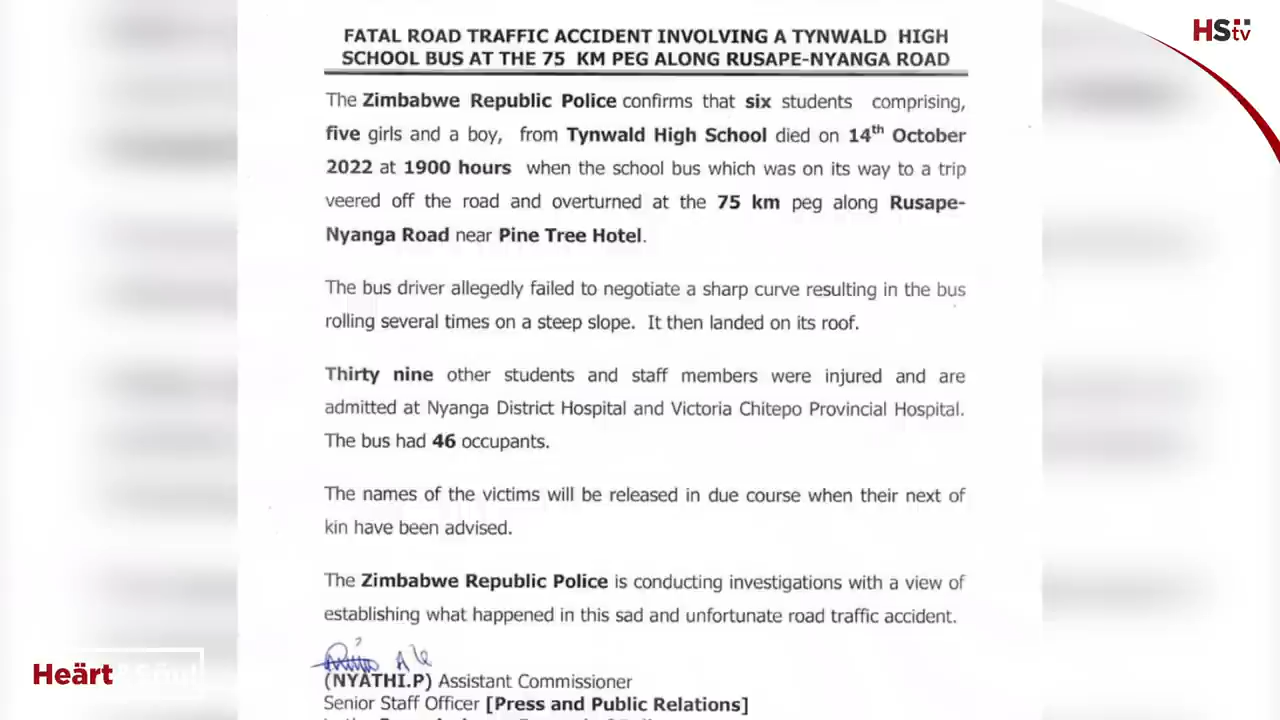 HStv
FATAL ROAD TRAFFIC ACCIDENT INVOLVING A TYNWALD HIGH
SCHOOL BUS AT THE 75 KM PEG ALONG RUSAPE-NYANGA ROAD
The Zimbabwe Republic Police confirms that six students comprising,
five girls and a boy, from Tynwald High School died on 14th October
2022 at 1900 hours when the school bus which was on its way to a trip
veered off the road and overturned at the 75 km peg along Rusape-
Nyanga Road near Pine Tree Hotel.
The bus driver allegedly failed to negotiate a sharp curve resulting in the bus
rolling several times on a steep slope. It then landed on its roof.
Thirty nine other students and staff members were injured and are
admitted at Nyanga District Hospital and Victoria Chitepo Provincial Hospital.
The bus had 46 occupants.
The names of the victims will be released in due course when their next of
kin have been advised.
The Zimbabwe Republic Police is conducting investigations with a view of
establishing what happened in this sad and unfortunate road traffic accident.
(NYATHI.P) Assistant Commissioner
Senior Staff Officer [Press and Public Relations]
Heärt